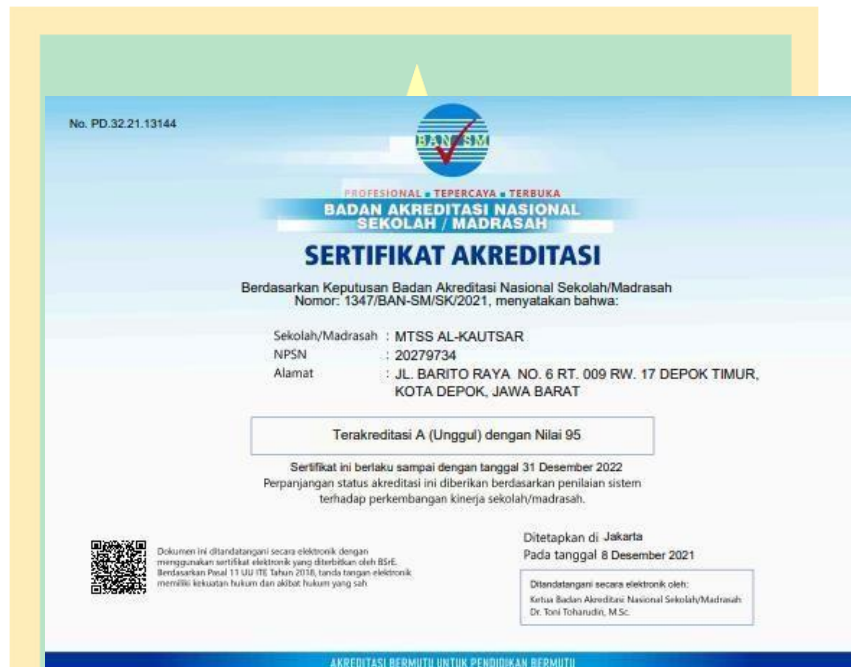 No. PD.32.21.13144
BAN SM
PROFESIONAL ■ TEPERCAYA ■ TERBUKA
BADAN AKREDITASI NASIONAL
SEKOLAH / MADRASAH
SERTIFIKAT AKREDITASI
Berdasarkan Keputusan Badan Akreditasi Nasional Sekolah/Madrasah
Nomor: 1347/BAN-SM/SK/2021, menyatakan bahwa:
Sekolah/Madrasah : MTSS AL-KAUTSAR
NPSN : 20279734
Alamat : JL. BARITO RAYA NO. 6 RT. 009 RW. 17 DEPOK TIMUR,
KOTA DEPOK, JAWA BARAT
Terakreditasi A (Unggul) dengan Nilai 95
Sertifikat ini berlaku sampai dengan tanggal 31 Desember 2022
Perpanjangan status akreditasi ini diberikan berdasarkan penilaian sistem
terhadap perkembangan kinerja sekolah/madrasah.
Ditetapkan di Jakarta
Pada tanggal 8 Desember 2021
Dokumen ini ditandatangani secara elektronik dengan
menggunakan sertifikat elektronik yang diterbitkan oleh BSrE.
Berdasarkan Pasal 11 UU ITE Tahun 2018, tanda tangan elektronik
memiliki kekuatan hukum dan akibat hukum yang sah
Ditandatangani secara elektronik oleh:
Ketua Badan Akreditasi Nasional Sekolah/Madrasah
Dr. Toni Toharudin, M.Sc.
AKREDITASI BERMUTU UNTUK PENDIDIKAN BERMUTU